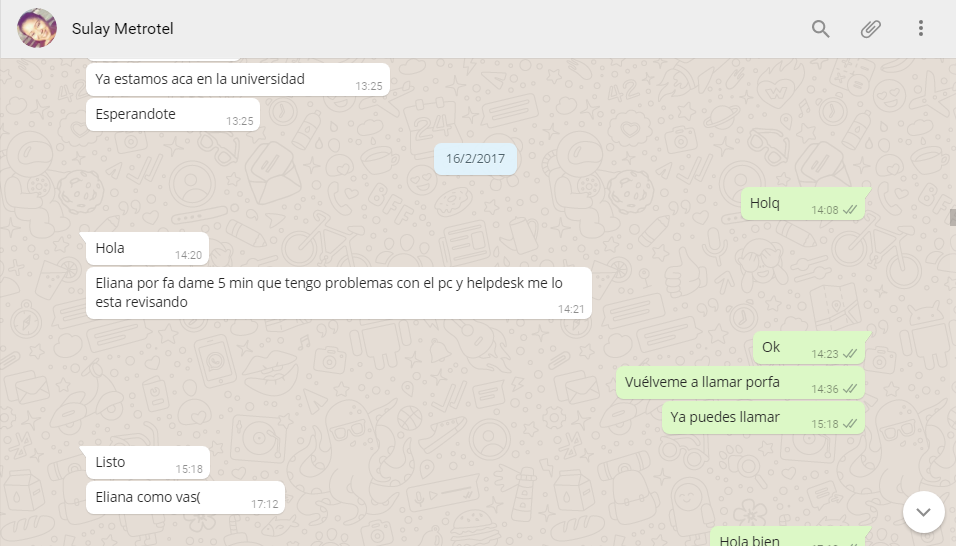 Sulay Metrotel
Ya estamos aca en la universidad
13:25
Esperandote
13:25
16/2/2017
Holq
14:08
Hola
14:20
Eliana por fa dame 5 min que tengo problemas con el pc y helpdesk me lo
esta revisando
14:21
Ok
14:23
Vuélveme a llamar porfa
14:36
Ya puedes llamar
15:18
Listo
15:18
Eliana como vas(
17:12
Hola bien